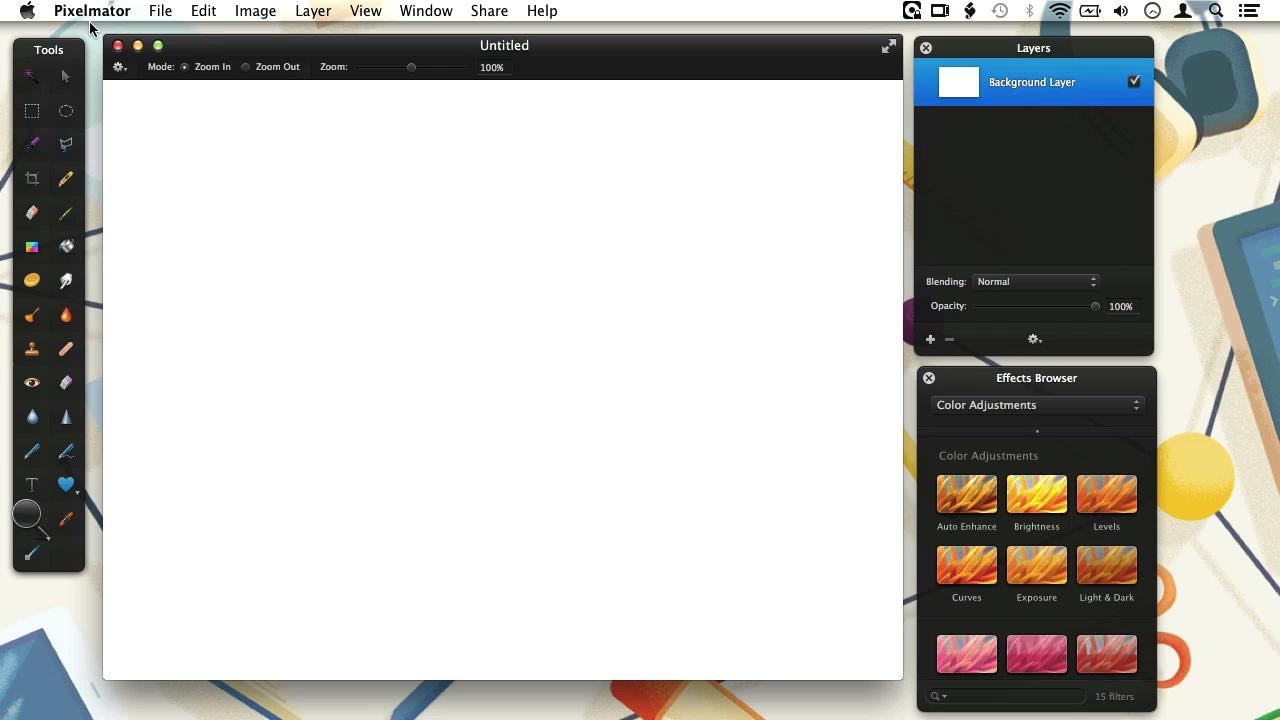 Pixelmator File Edit Image Layer View Window Share Help
Tools
Untitled
Mode: Zoom In Zoom Out Zoom: 100%
T
Layers
Background Layer
Blending: Normal
Opacity: 100%
Effects Browser
Color Adjustments
Color Adjustments
Auto Enhance Brightness Levels
Curves Exposure Light & Dark
15 filters